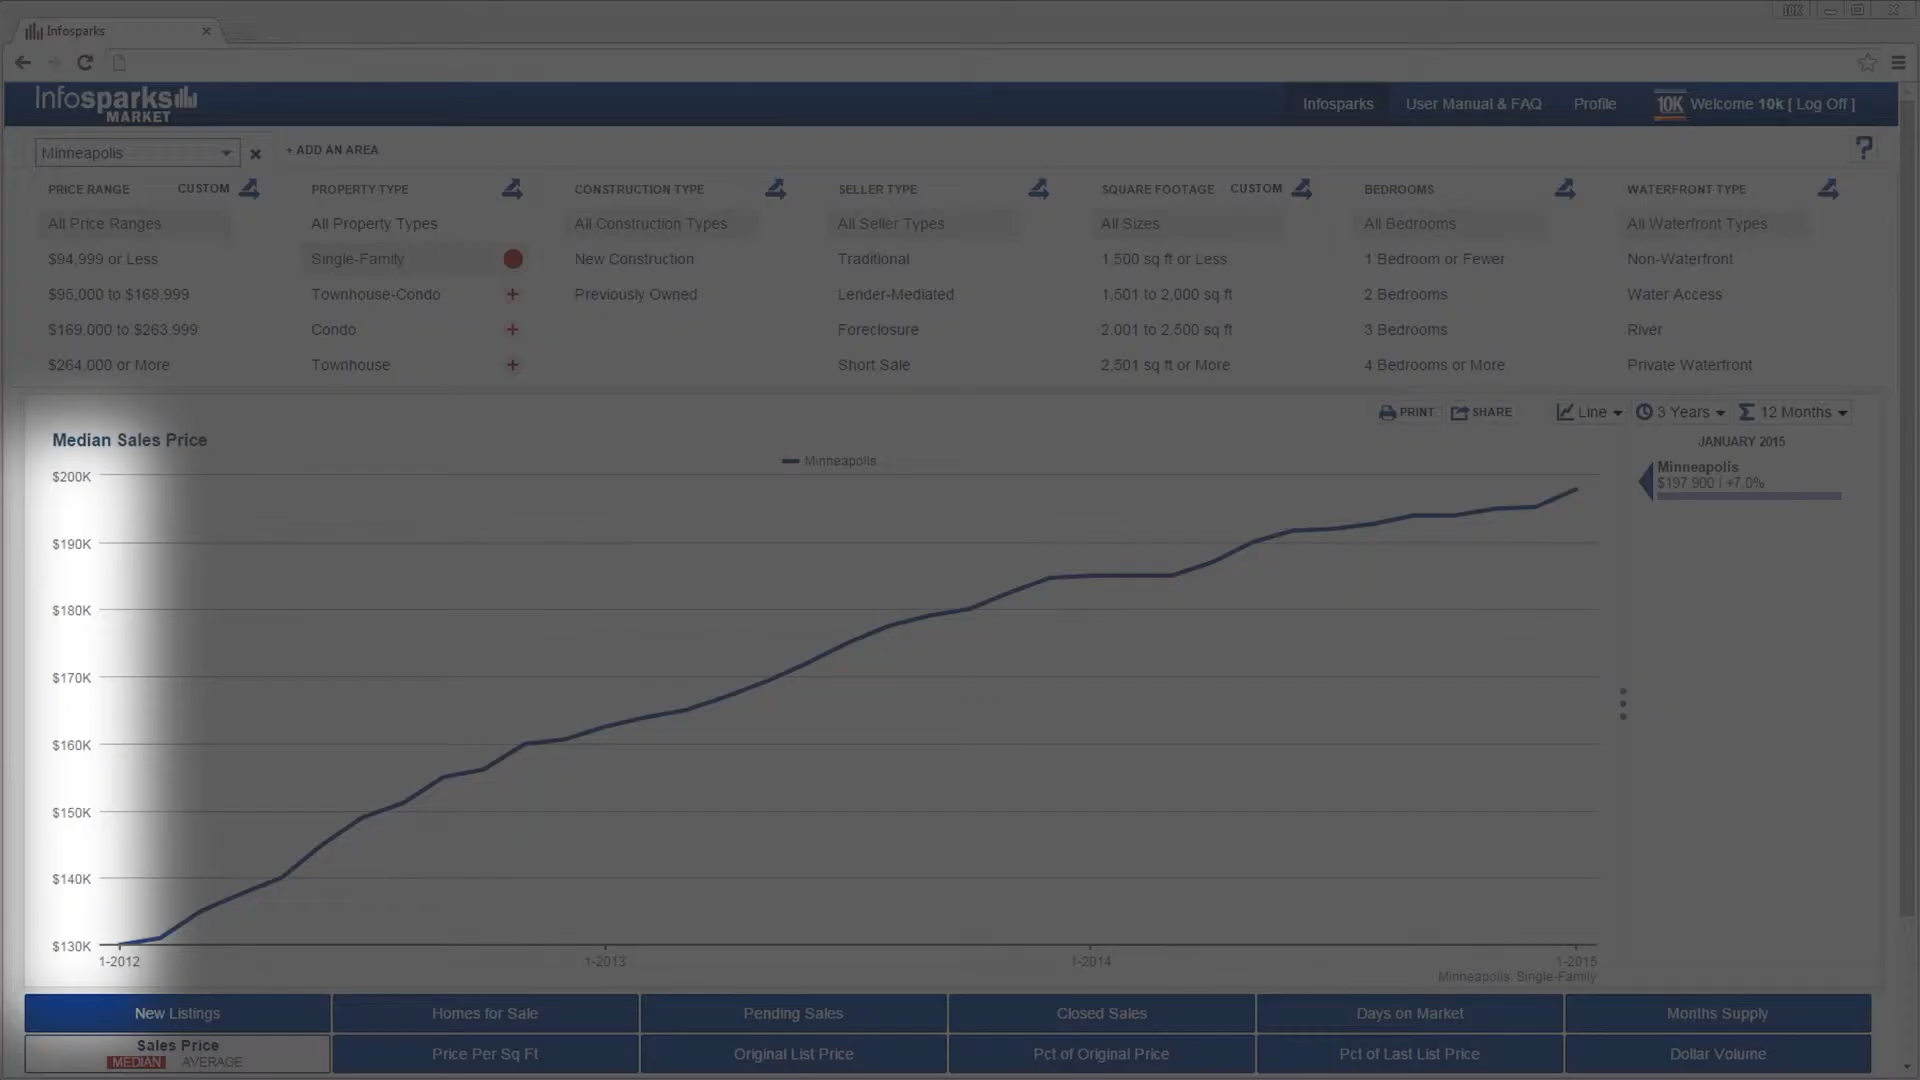 10K
Infosparks
Infosparks
MARKET
Infosparks
User Manual & FAQ
Profile
10K Welcome 10k [ Log Off ]
Minneapolis
+ ADD AN AREA
?
PRICE RANGE CUSTOM
All Price Ranges
$94,999 or Less
$95,000 to $168,999
$169,000 to $263,999
$264,000 or More
PROPERTY TYPE
All Property Types
Single-Family
Townhouse-Condo
Condo
Townhouse
CONSTRUCTION TYPE
All Construction Types
New Construction
Previously Owned
SELLER TYPE
All Seller Types
Traditional
Lender-Mediated
Foreclosure
Short Sale
SQUARE FOOTAGE CUSTOM
All Sizes
1,500 sq ft or Less
1,501 to 2,000 sq ft
2,001 to 2,500 sq ft
2,501 sq ft or More
BEDROOMS
All Bedrooms
1 Bedroom or Fewer
2 Bedrooms
3 Bedrooms
4 Bedrooms or More
WATERFRONT TYPE
All Waterfront Types
Non-Waterfront
Water Access
River
Private Waterfront
PRINT
SHARE
Line
3 Years
12 Months
Median Sales Price
Minneapolis
JANUARY 2015
Minneapolis
$197,900 | +7.0%
$200K
$190K
$180K
$170K
$160K
$150K
$140K
$130K
1-2012
1-2013
1-2014
1-2015
Minneapolis: Single-Family
New Listings
Homes for Sale
Pending Sales
Closed Sales
Days on Market
Months Supply
Sales Price
MEDIAN AVERAGE
Price Per Sq Ft
Original List Price
Pct of Original Price
Pct of Last List Price
Dollar Volume